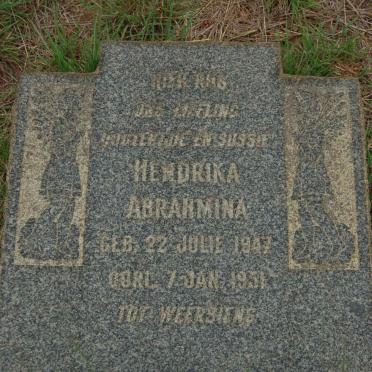 HIER RUS
ONS LIEFLING
DOGTERTJIE EN SUSSIE
HENDRIKA
ABRAHMINA
GEB. 22 JULIE 1947
OORL. 7 JAN. 1951
TOT WEERSIENS